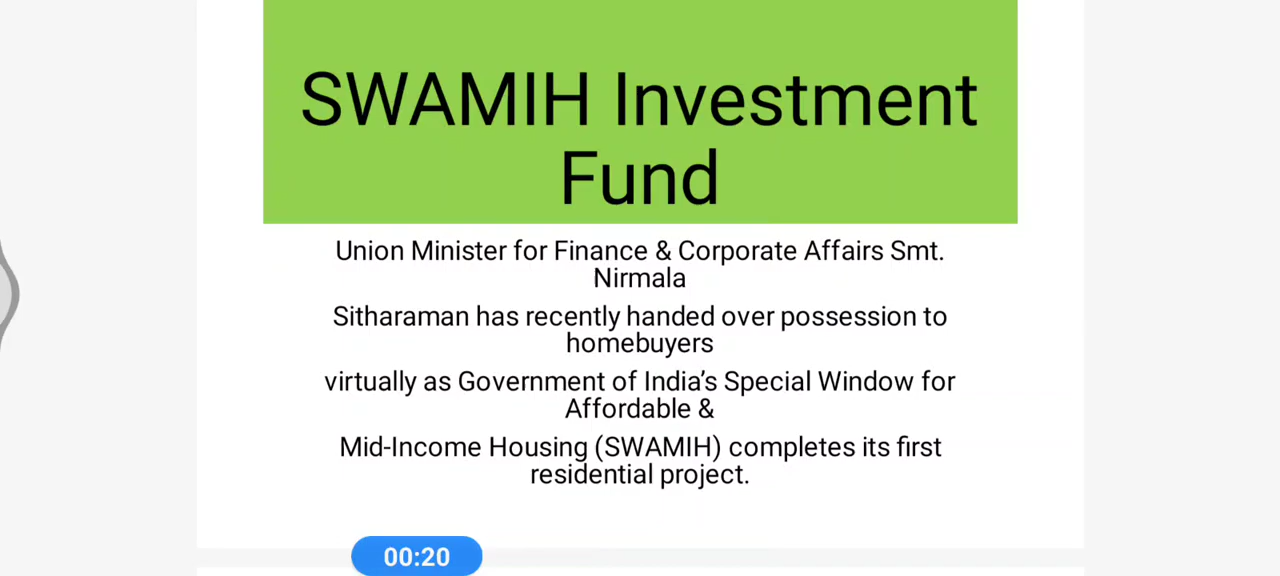 SWAMIH Investment
Fund
Union Minister for Finance & Corporate Affairs Smt.
Nirmala
Sitharaman has recently handed over possession to
homebuyers
virtually as Government of India’s Special Window for
Affordable &
Mid-Income Housing (SWAMIH) completes its first
residential project.
00:20